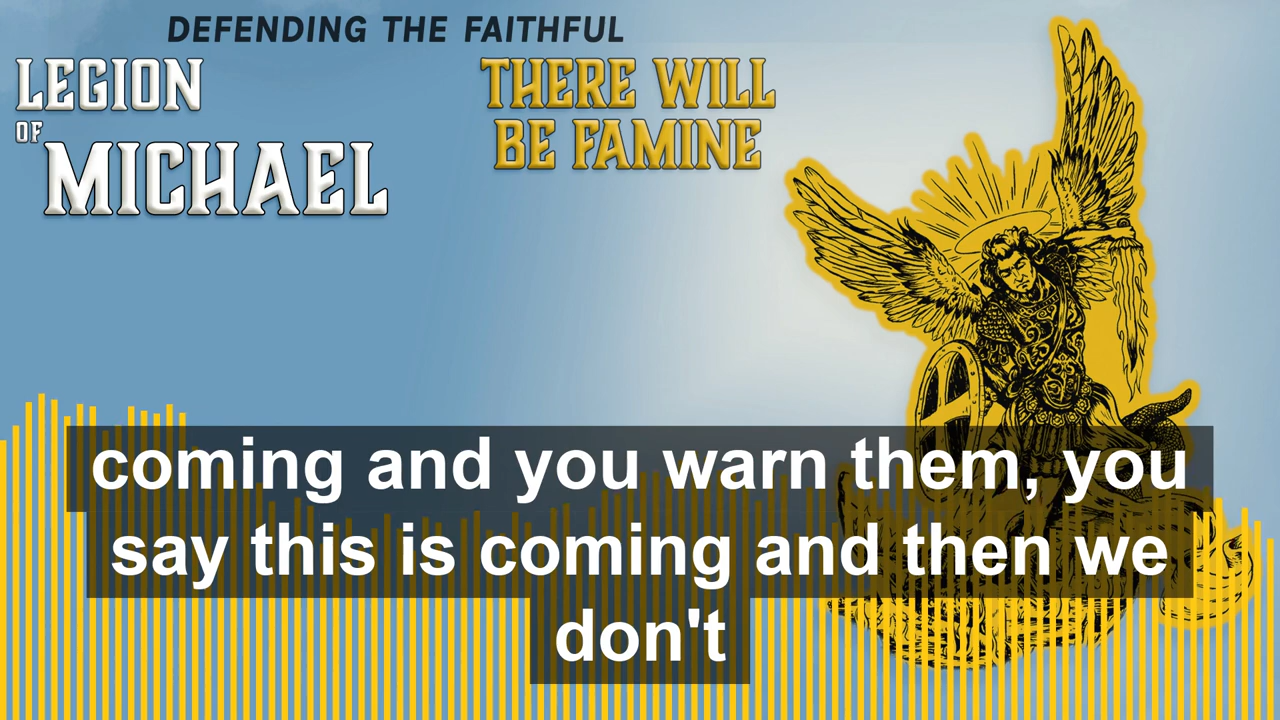 DEFENDING THE FAITHFUL
LEGION
OF
MICHAEL
THERE WILL
BE FAMINE
coming and you warn them, you
say this is coming and then we
don't